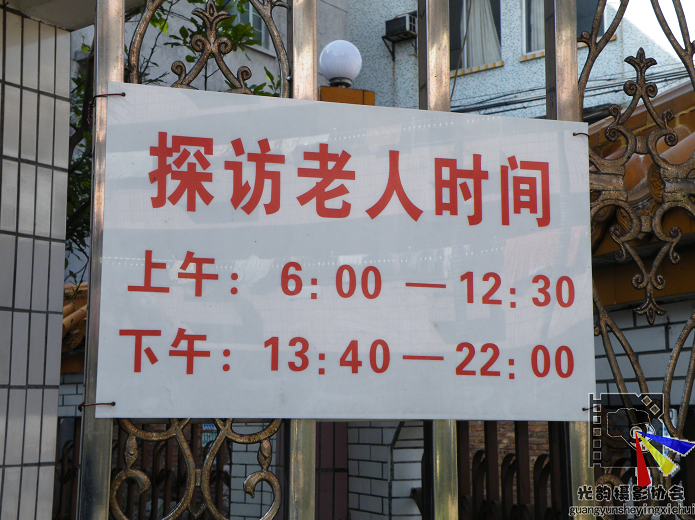 探访老人时间
上午：6:00 — 12:30
下午：13:40 — 22:00
光韵摄影协会
guangyunsheyingxiehui